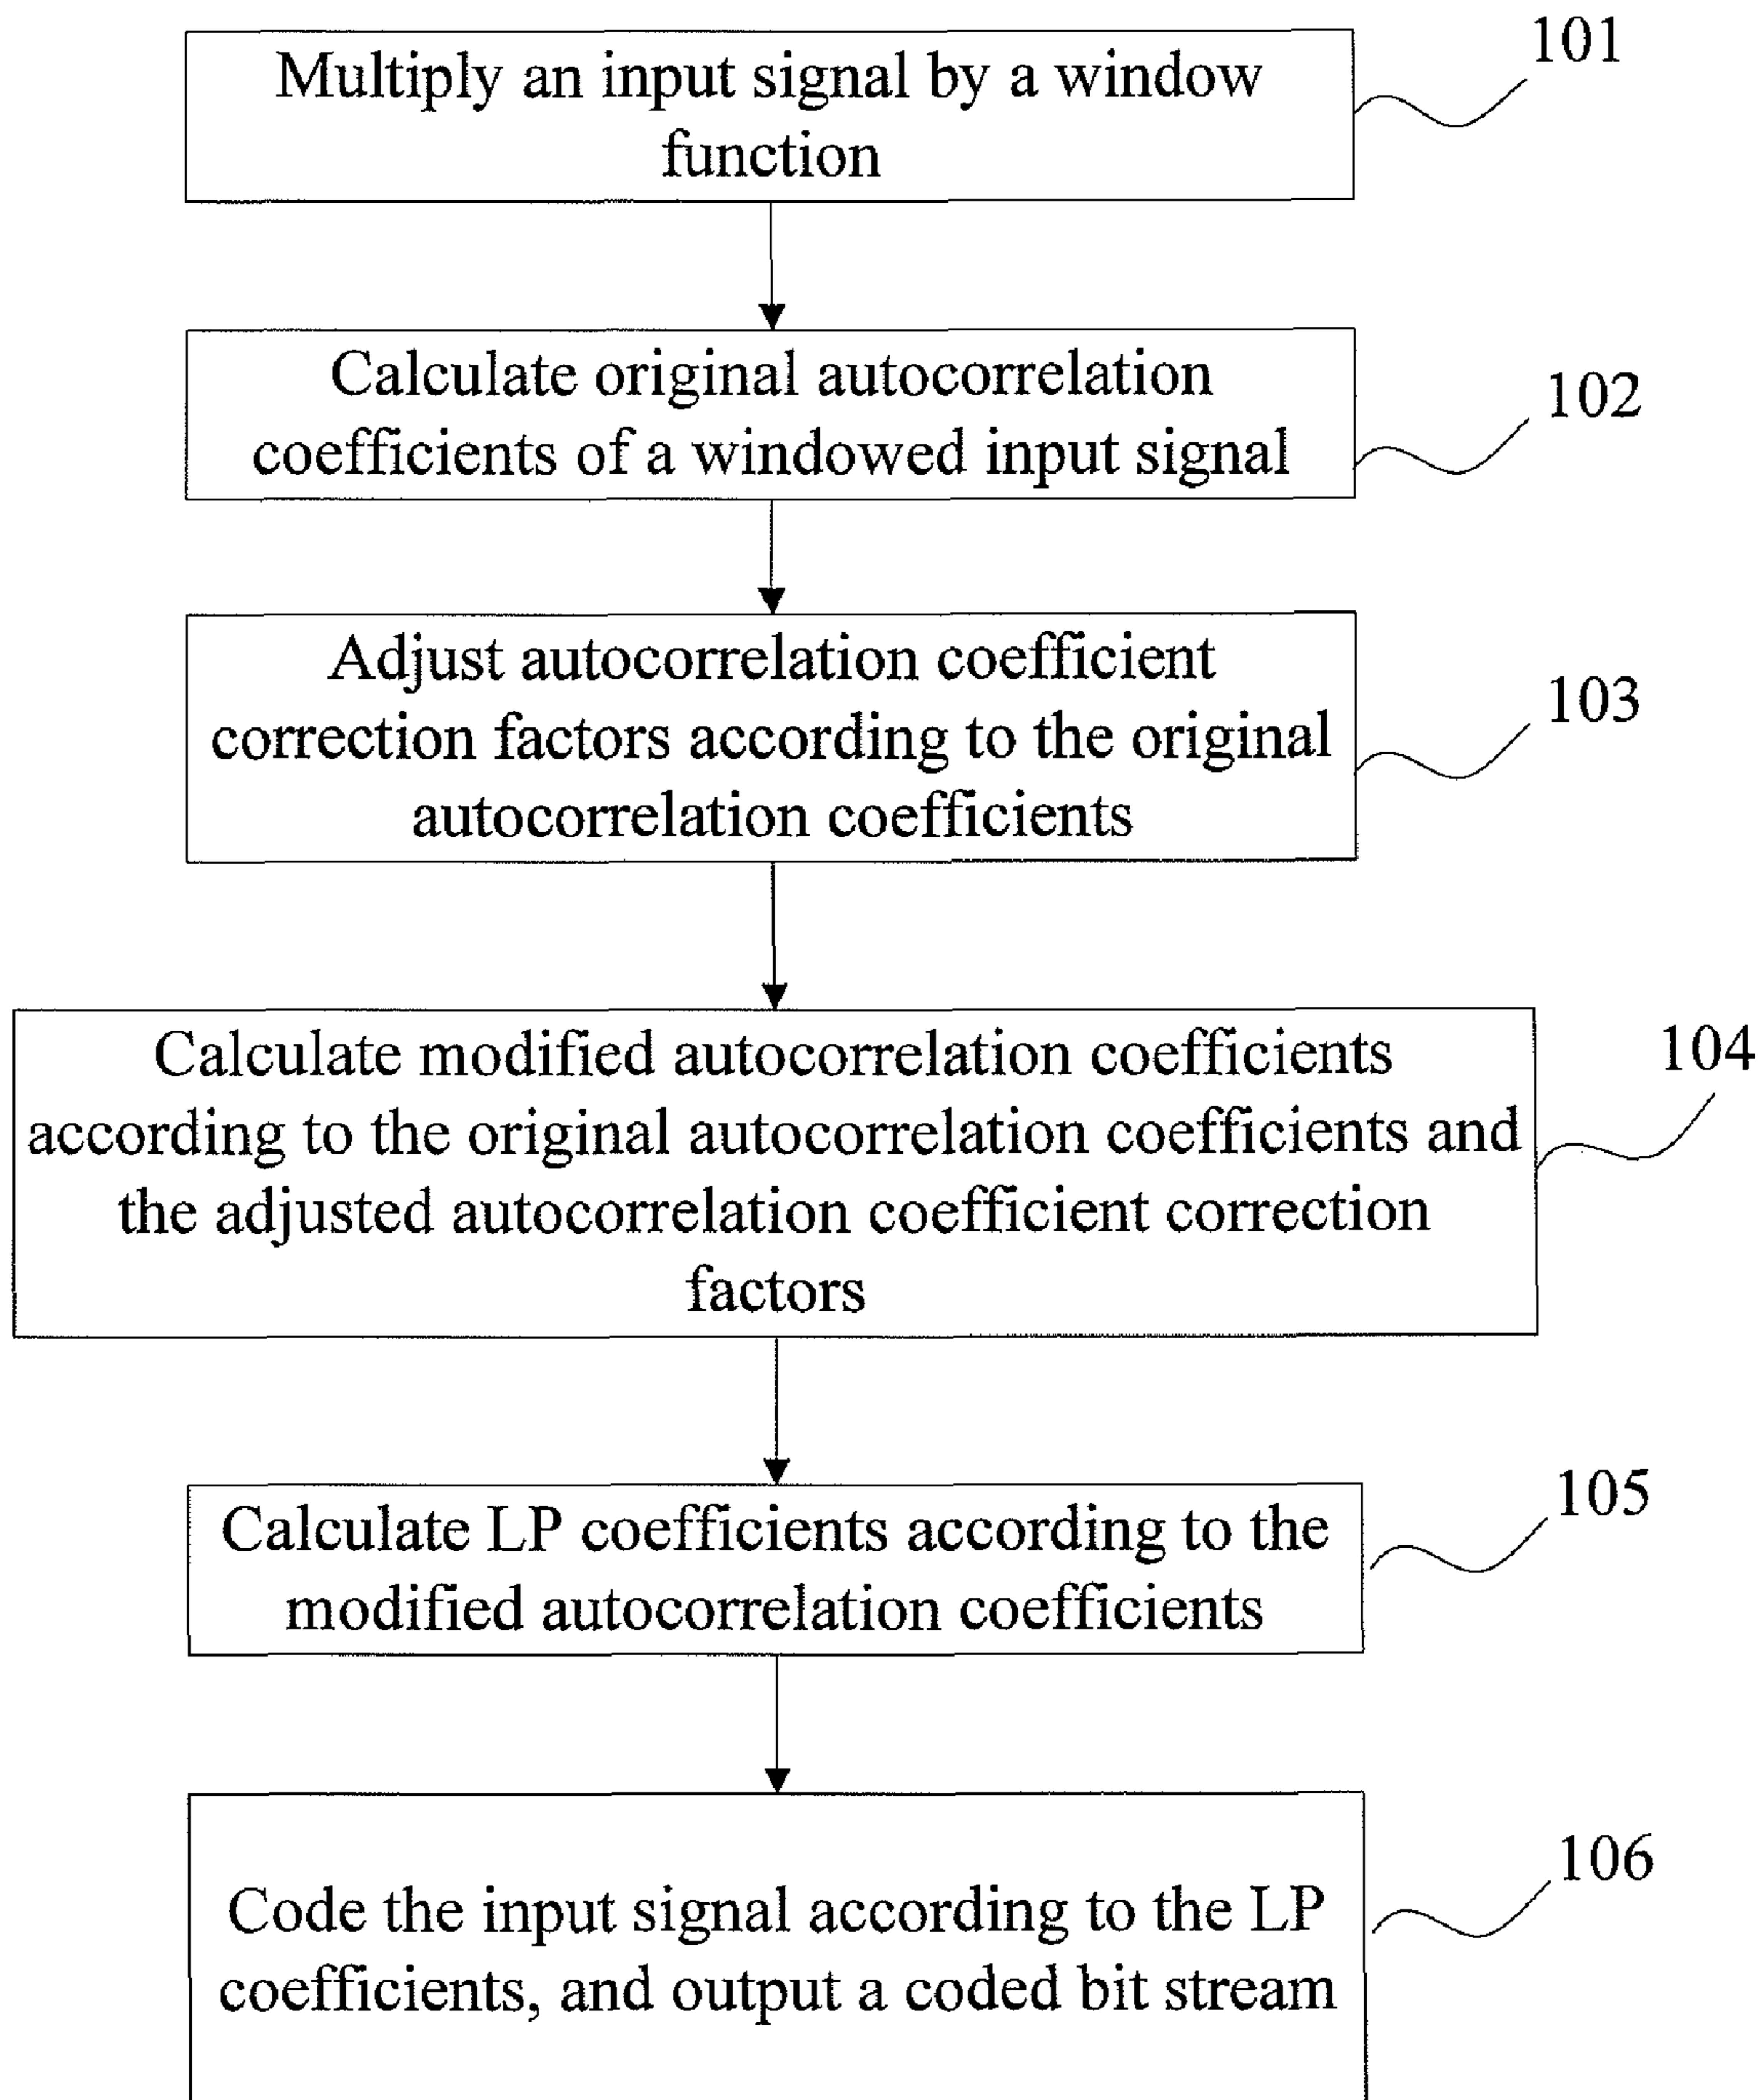 Multiply an input signal by a window
function
101
Calculate original autocorrelation
coefficients of a windowed input signal
102
Adjust autocorrelation coefficient
correction factors according to the original
autocorrelation coefficients
103
Calculate modified autocorrelation coefficients
according to the original autocorrelation coefficients and
the adjusted autocorrelation coefficient correction
factors
104
Calculate LP coefficients according to the
modified autocorrelation coefficients
105
Code the input signal according to the LP
coefficients, and output a coded bit stream
106